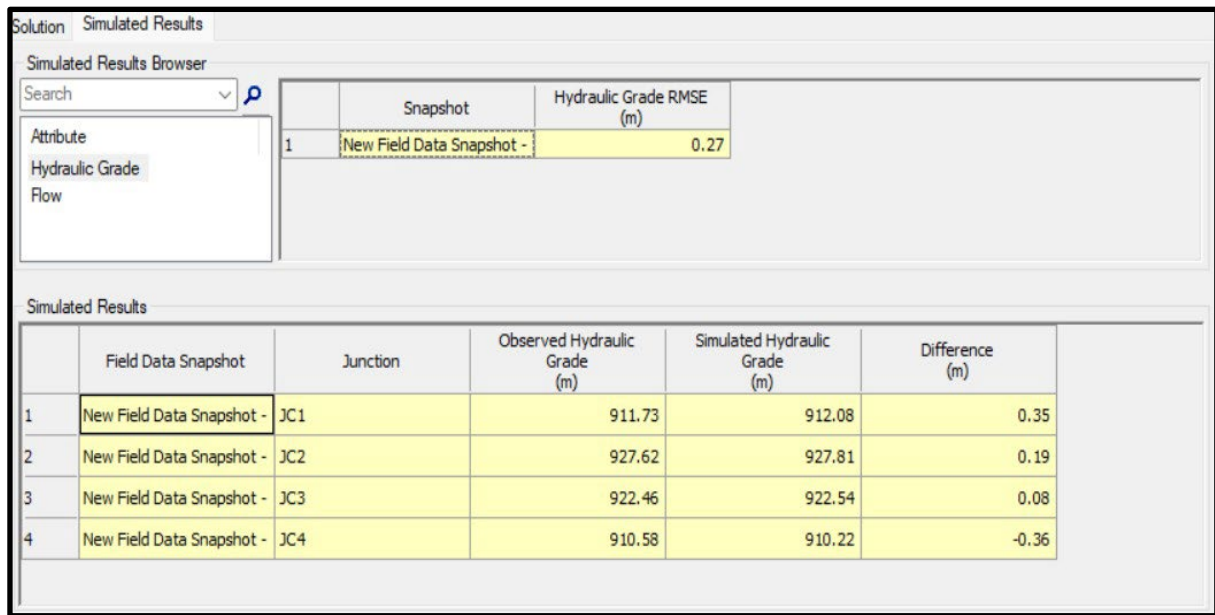 Solution Simulated Results
Simulated Results Browser
Search
Attribute
Hydraulic Grade
Flow
Snapshot Hydraulic Grade RMSE (m)
1 New Field Data Snapshot - 0.27
Simulated Results
Field Data Snapshot Junction Observed Hydraulic Grade (m) Simulated Hydraulic Grade (m) Difference (m)
1 New Field Data Snapshot - JC1 911.73 912.08 0.35
2 New Field Data Snapshot - JC2 927.62 927.81 0.19
3 New Field Data Snapshot - JC3 922.46 922.54 0.08
4 New Field Data Snapshot - JC4 910.58 910.22 -0.36